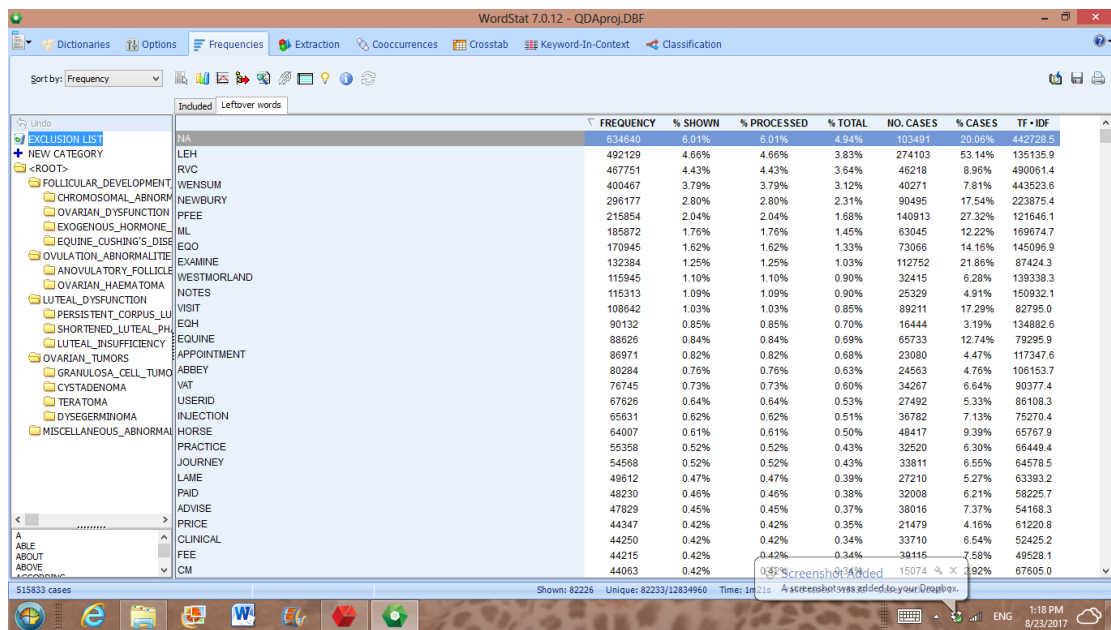 WordStat 7.0.12 - QDAproj.DBF
Dictionaries Options Frequencies Extraction Cooccurrences Crosstab Keyword-In-Context Classification
Sort by: Frequency
Included Leftover words
Undo FREQUENCY % SHOWN % PROCESSED % TOTAL NO. CASES % CASES TF • IDF
EXCLUSION LIST
NEW CATEGORY
<ROOT>
FOLLICULAR_DEVELOPMENT_
CHROMOSOMAL_ABNORM
OVARIAN_DYSFUNCTION
EXOGENOUS_HORMONE_
EQUINE_CUSHING'S_DISE
OVULATION_ABNORMALITIE
ANOVULATORY_FOLLICLE
OVARIAN_HAEMATOMA
LUTEAL_DYSFUNCTION
PERSISTENT_CORPUS_LU
SHORTENED_LUTEAL_PHA
LUTEAL_INSUFFICIENCY
OVARIAN_TUMORS
GRANULOSA_CELL_TUMO
CYSTADENOMA
TERATOMA
DYSEGERMINOMA
MISCELLANEOUS_ABNORMAL
A
ABLE
ABOUT
ABOVE
ACCORDING
NA 634640 6.01% 6.01% 4.94% 103491 20.06% 442728.5
LEH 492129 4.66% 4.66% 3.83% 274103 53.14% 135135.9
RVC 467751 4.43% 4.43% 3.64% 46218 8.96% 490061.4
WENSUM 400467 3.79% 3.79% 3.12% 40271 7.81% 443523.6
NEWBURY 296177 2.80% 2.80% 2.31% 90495 17.54% 223875.4
PFEE 215854 2.04% 2.04% 1.68% 140913 27.32% 121646.1
ML 185872 1.76% 1.76% 1.45% 63045 12.22% 169674.7
EQO 170945 1.62% 1.62% 1.33% 73066 14.16% 145096.9
EXAMINE 132384 1.25% 1.25% 1.03% 112752 21.86% 87424.3
WESTMORLAND 115945 1.10% 1.10% 0.90% 32415 6.28% 139338.3
NOTES 115313 1.09% 1.09% 0.90% 25329 4.91% 150932.1
VISIT 108642 1.03% 1.03% 0.85% 89211 17.29% 82795.0
EQH 90132 0.85% 0.85% 0.70% 16444 3.19% 134882.6
EQUINE 88626 0.84% 0.84% 0.69% 65733 12.74% 79295.9
APPOINTMENT 86971 0.82% 0.82% 0.68% 23080 4.47% 117347.6
ABBEY 80284 0.76% 0.76% 0.63% 24563 4.76% 106153.7
VAT 76745 0.73% 0.73% 0.60% 34267 6.64% 90377.4
USERID 67626 0.64% 0.64% 0.53% 27492 5.33% 86108.3
INJECTION 65631 0.62% 0.62% 0.51% 36782 7.13% 75270.4
HORSE 64007 0.61% 0.61% 0.50% 48417 9.39% 65767.9
PRACTICE 55358 0.52% 0.52% 0.43% 32520 6.30% 66449.4
JOURNEY 54568 0.52% 0.52% 0.43% 33811 6.55% 64578.5
LAME 49612 0.47% 0.47% 0.39% 27210 5.27% 63393.2
PAID 48230 0.46% 0.46% 0.38% 32008 6.21% 58225.7
ADVISE 47829 0.45% 0.45% 0.37% 38016 7.37% 54168.3
PRICE 44347 0.42% 0.42% 0.35% 21479 4.16% 61220.8
CLINICAL 44250 0.42% 0.42% 0.34% 33710 6.54% 52425.2
FEE 44215 0.42% 0.42% 0.34% 39115 7.58% 49528.1
CM 44063 0.42% 0.42% 0.34% 15074 2.92% 67605.0
Screenshot Added
A screenshot was added to your Dropbox.
515833 cases Shown: 82226 Unique: 82233/12834960 Time: 1m21s
ENG 1:18 PM
8/23/2017